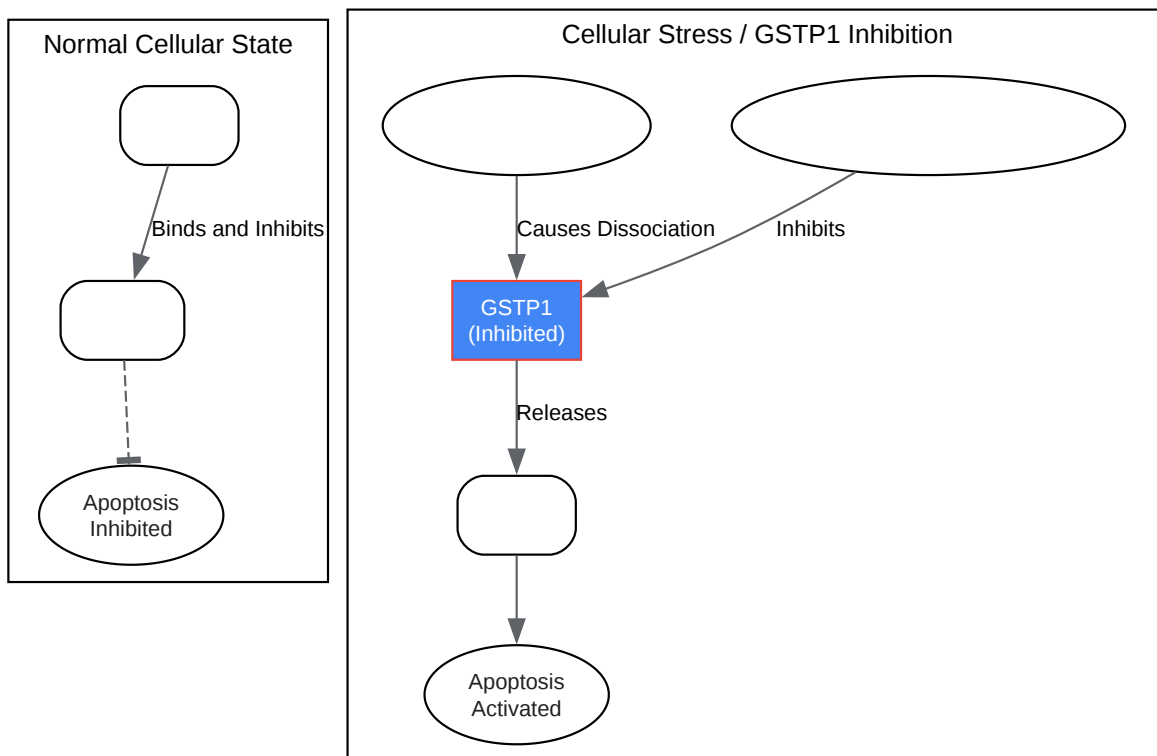 Normal Cellular State
Binds and Inhibits
Apoptosis
Inhibited
Cellular Stress / GSTP1 Inhibition
Causes Dissociation
Inhibits
GSTP1
(Inhibited)
Releases
Apoptosis
Activated